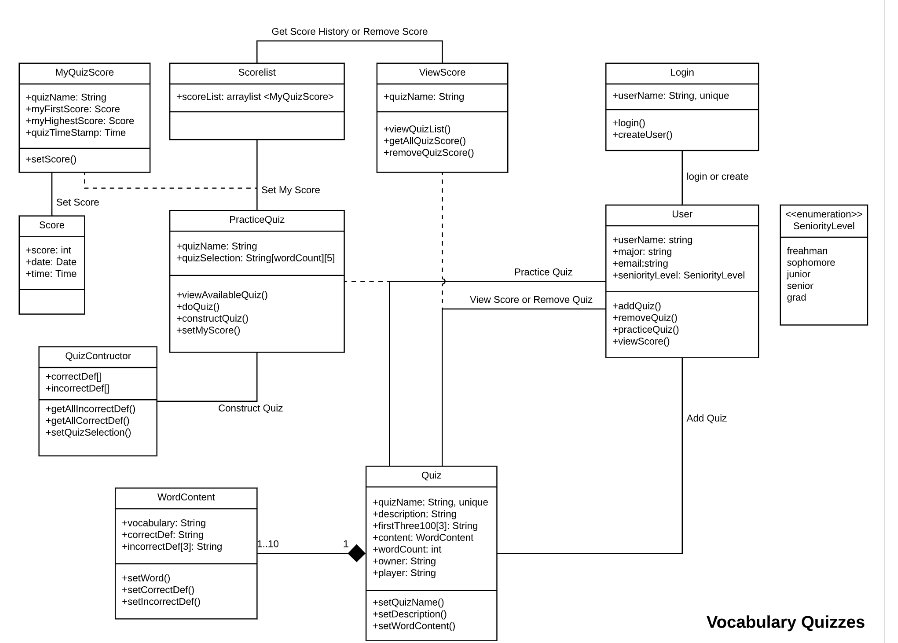 Get Score History or Remove Score
MyQuizScore
+quizName: String
+myFirstScore: Score
+myHighestScore: Score
+quizTimeStamp: Time
+setScore()
Scorelist
+scoreList: arraylist <MyQuizScore>
ViewScore
+quizName: String
+viewQuizList()
+getAllQuizScore()
+removeQuizScore()
Login
+userName: String, unique
+login()
+createUser()
login or create
Set My Score
Set Score
Score
+score: int
+date: Date
+time: Time
PracticeQuiz
+quizName: String
+quizSelection: String[wordCount][5]
+viewAvailableQuiz()
+doQuiz()
+constructQuiz()
+setMyScore()
User
+userName: string
+major: string
+email:string
+seniorityLevel: SeniorityLevel
+addQuiz()
+removeQuiz()
+practiceQuiz()
+viewScore()
<<enumeration>>
SeniorityLevel
freahman
sophomore
junior
senior
grad
Practice Quiz
View Score or Remove Quiz
QuizContructor
+correctDef[]
+incorrectDef[]
+getAllIncorrectDef()
+getAllCorrectDef()
+setQuizSelection()
Construct Quiz
Add Quiz
WordContent
+vocabulary: String
+correctDef: String
+incorrectDef[3]: String
+setWord()
+setCorrectDef()
+setIncorrectDef()
1..10
1
Quiz
+quizName: String, unique
+description: String
+firstThree100[3]: String
+content: WordContent
+wordCount: int
+owner: String
+player: String
+setQuizName()
+setDescription()
+setWordContent()
Vocabulary Quizzes